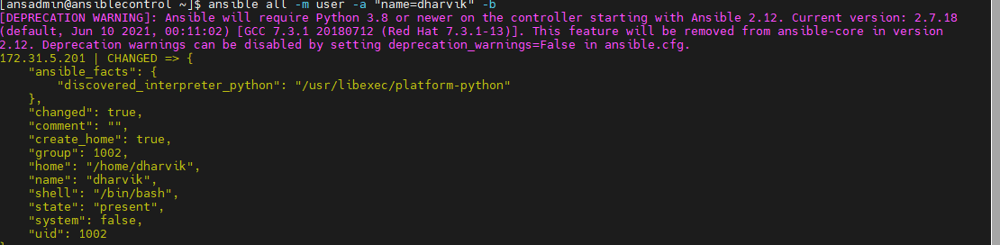 [ansadmin@ansiblecontrol ~]$ ansible all -m user -a "name=dharvik" -b
[DEPRECATION WARNING]: Ansible will require Python 3.8 or newer on the controller starting with Ansible 2.12. Current version: 2.7.18
(default, Jun 10 2021, 00:11:02) [GCC 7.3.1 20180712 (Red Hat 7.3.1-13)]. This feature will be removed from ansible-core in version
2.12. Deprecation warnings can be disabled by setting deprecation_warnings=False in ansible.cfg.
172.31.5.201 | CHANGED => {
    "ansible_facts": {
        "discovered_interpreter_python": "/usr/libexec/platform-python"
    },
    "changed": true,
    "comment": "",
    "create_home": true,
    "group": 1002,
    "home": "/home/dharvik",
    "name": "dharvik",
    "shell": "/bin/bash",
    "state": "present",
    "system": false,
    "uid": 1002
}